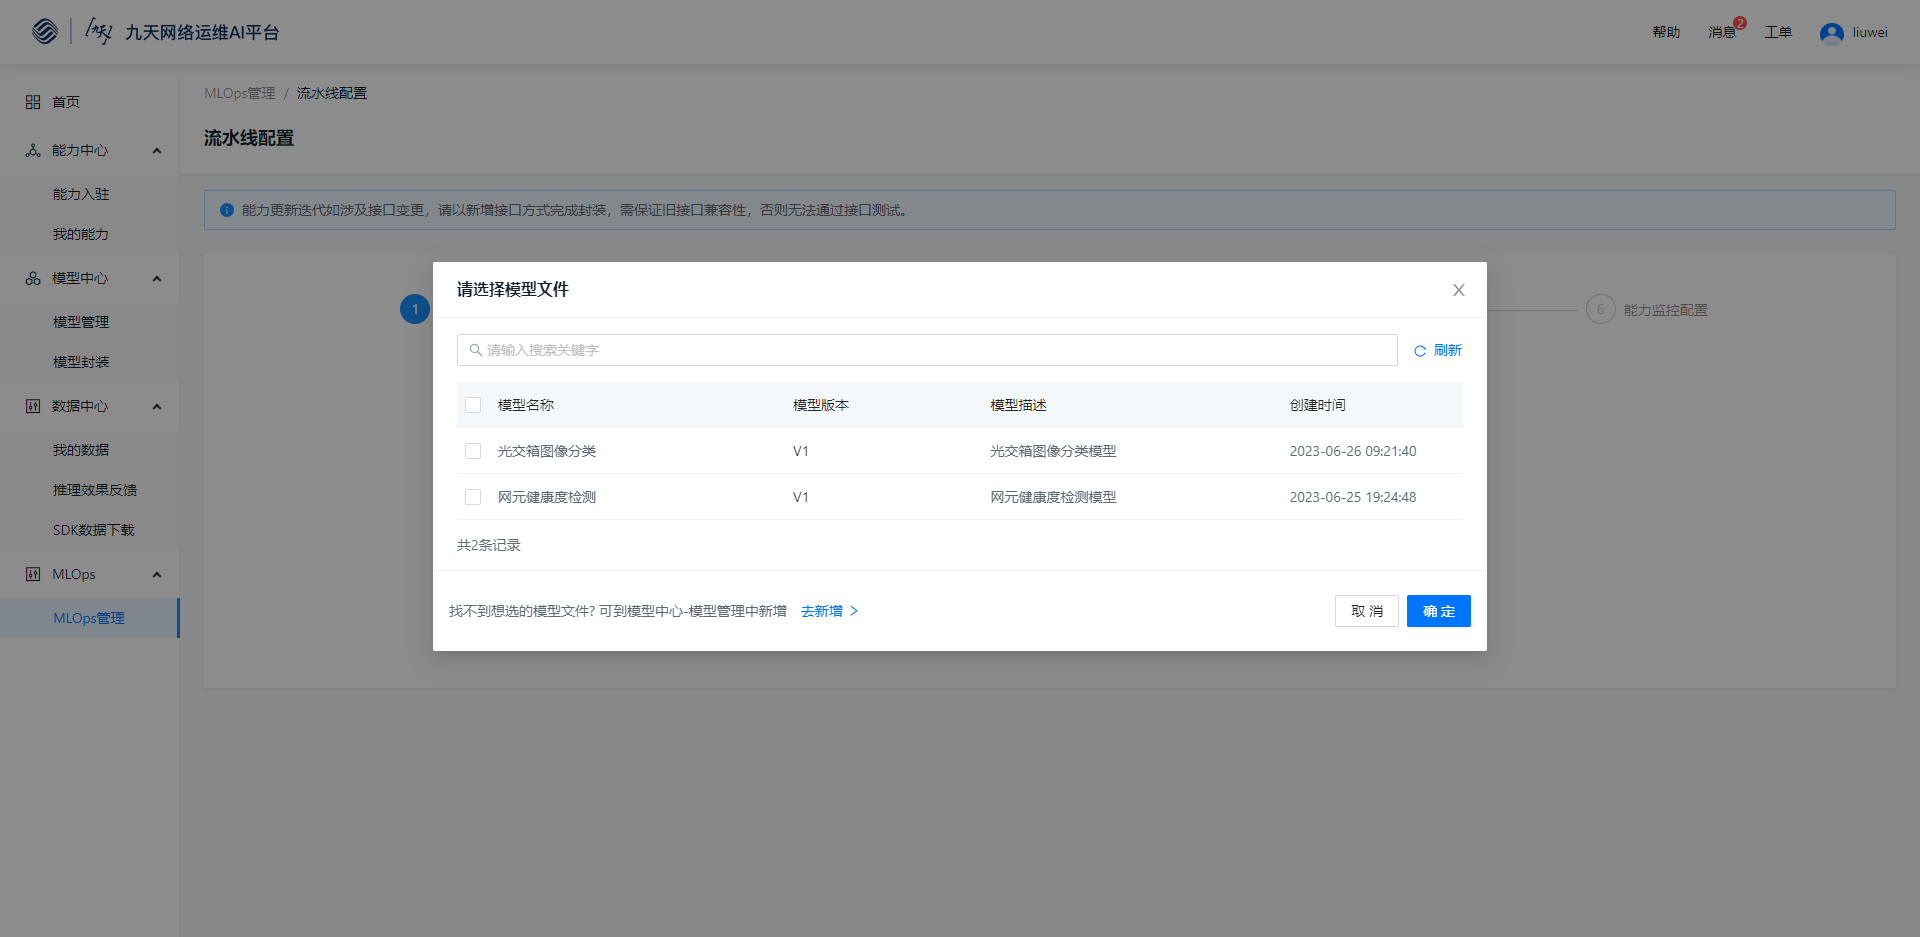 九天 九天网络运维AI平台
帮助 消息 2 工单 liuwei
首页
能力中心
能力入驻
我的能力
模型中心
模型管理
模型封装
数据中心
我的数据
推理效果反馈
SDK数据下载
MLOps
MLOps管理
MLOps管理 / 流水线配置
流水线配置
能力更新迭代如涉及接口变更，请以新增接口方式完成封装，需保证旧接口兼容性，否则无法通过接口测试。
1
6 能力监控配置
请选择模型文件
请输入搜索关键字 刷新
模型名称 模型版本 模型描述 创建时间
光交箱图像分类 V1 光交箱图像分类模型 2023-06-26 09:21:40
网元健康度检测 V1 网元健康度检测模型 2023-06-25 19:24:48
共2条记录
找不到想选的模型文件? 可到模型中心-模型管理中新增 去新增 >
取 消 确 定